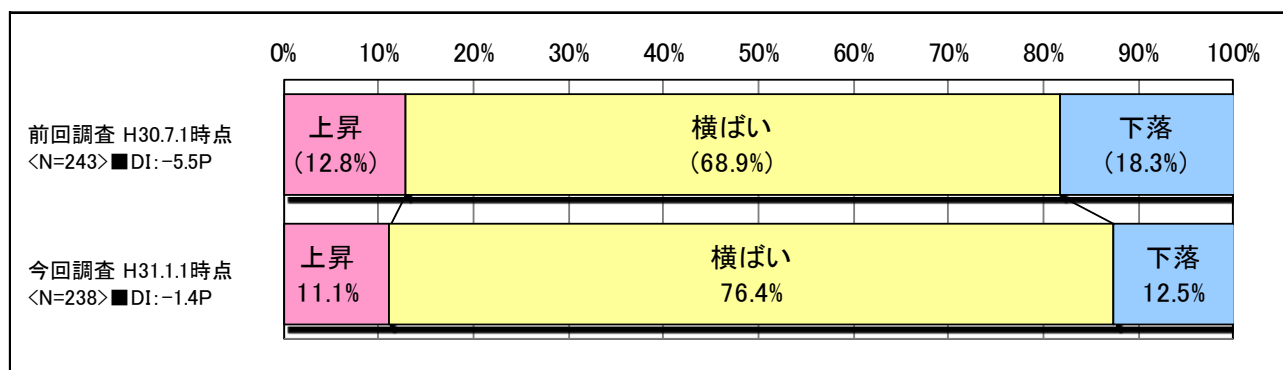 0% 10% 20% 30% 40% 50% 60% 70% 80% 90% 100%
前回調査 H30.7.1時点
<N=243>■DI:-5.5P
上昇 横ばい 下落
(12.8%) (68.9%) (18.3%)
今回調査 H31.1.1時点
<N=238>■DI:-1.4P
上昇 横ばい 下落
11.1% 76.4% 12.5%